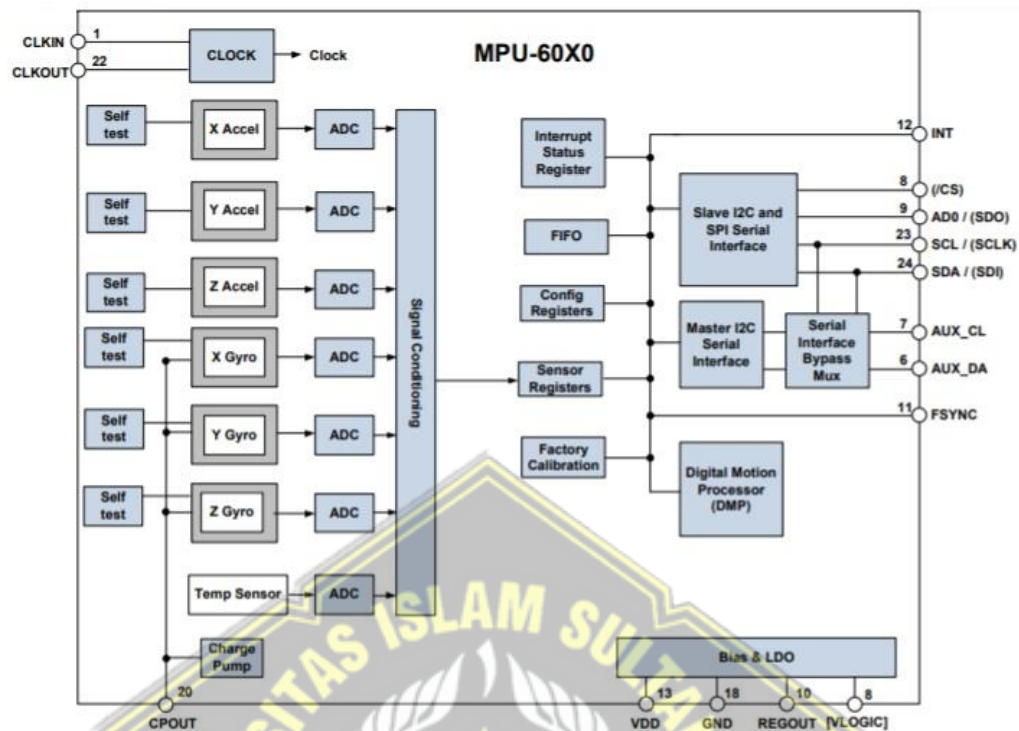 MPU-60X0
CLKIN
1
CLKOUT
22
CLOCK
Clock
Self
test
X Accel
ADC
Self
test
Y Accel
ADC
Self
test
Z Accel
ADC
Self
test
X Gyro
ADC
Self
test
Y Gyro
ADC
Self
test
Z Gyro
ADC
Temp Sensor
ADC
Signal Conditioning
Charge
Pump
20
CPOUT
Interrupt
Status
Register
FIFO
Config
Registers
Sensor
Registers
Factory
Calibration
Slave I2C and
SPI Serial
Interface
Master I2C
Serial
Interface
Serial
Interface
Bypass
Mux
Digital Motion
Processor
(DMP)
12
INT
8
(/CS)
9
AD0 / (SDO)
23
SCL / (SCLK)
24
SDA / (SDI)
7
AUX_CL
6
AUX_DA
11
FSYNC
Bias & LDO
13
VDD
18
GND
10
REGOUT
8
[VLOGIC]
ISLAM